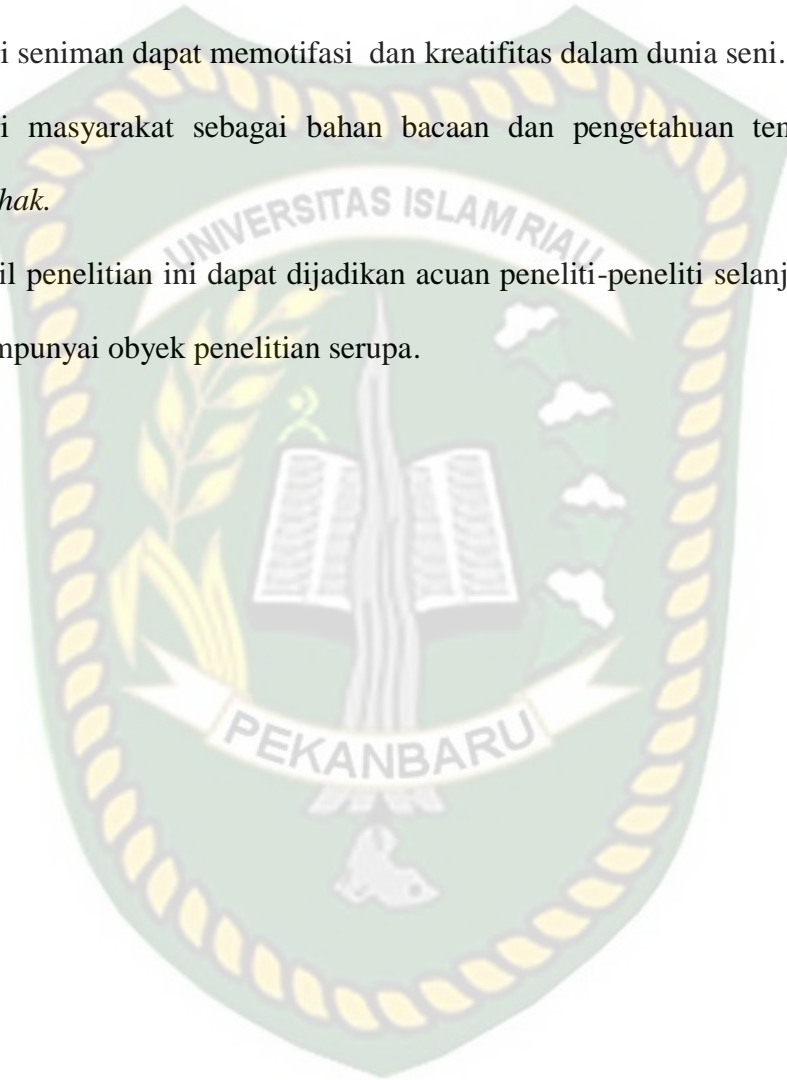 i seniman dapat memotifasi dan kreatifitas dalam dunia seni.
i masyarakat sebagai bahan bacaan dan pengetahuan ten
hak.
UNIVERSITAS ISLAM RIAU
il penelitian ini dapat dijadikan acuan peneliti-peneliti selanj
mpunyai obyek penelitian serupa.
PEKANBARU